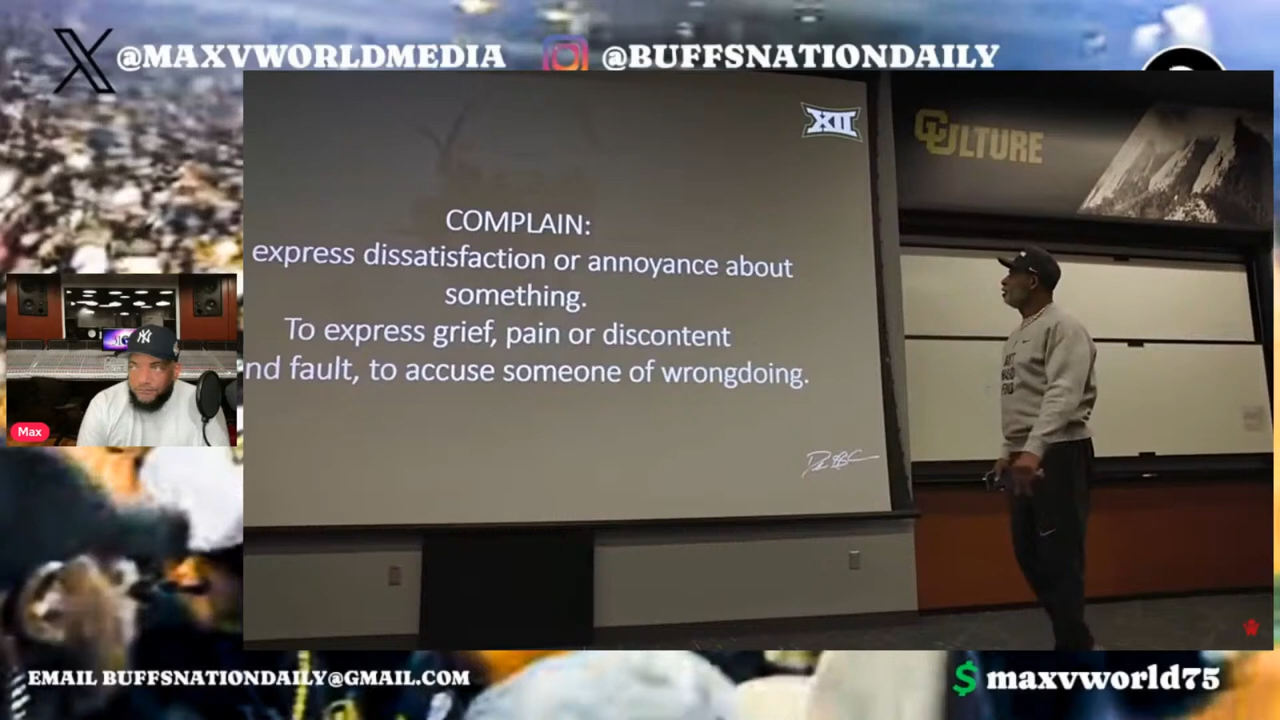 @MAXVWORLDMEDIA
@BUFFSNATIONDAILY
XII
CULTURE
COMPLAIN:
express dissatisfaction or annoyance about
something.
To express grief, pain or discontent
nd fault, to accuse someone of wrongdoing.
NY
Max
EMAIL BUFFSNATIONDAILY@GMAIL.COM
$ maxvworld75